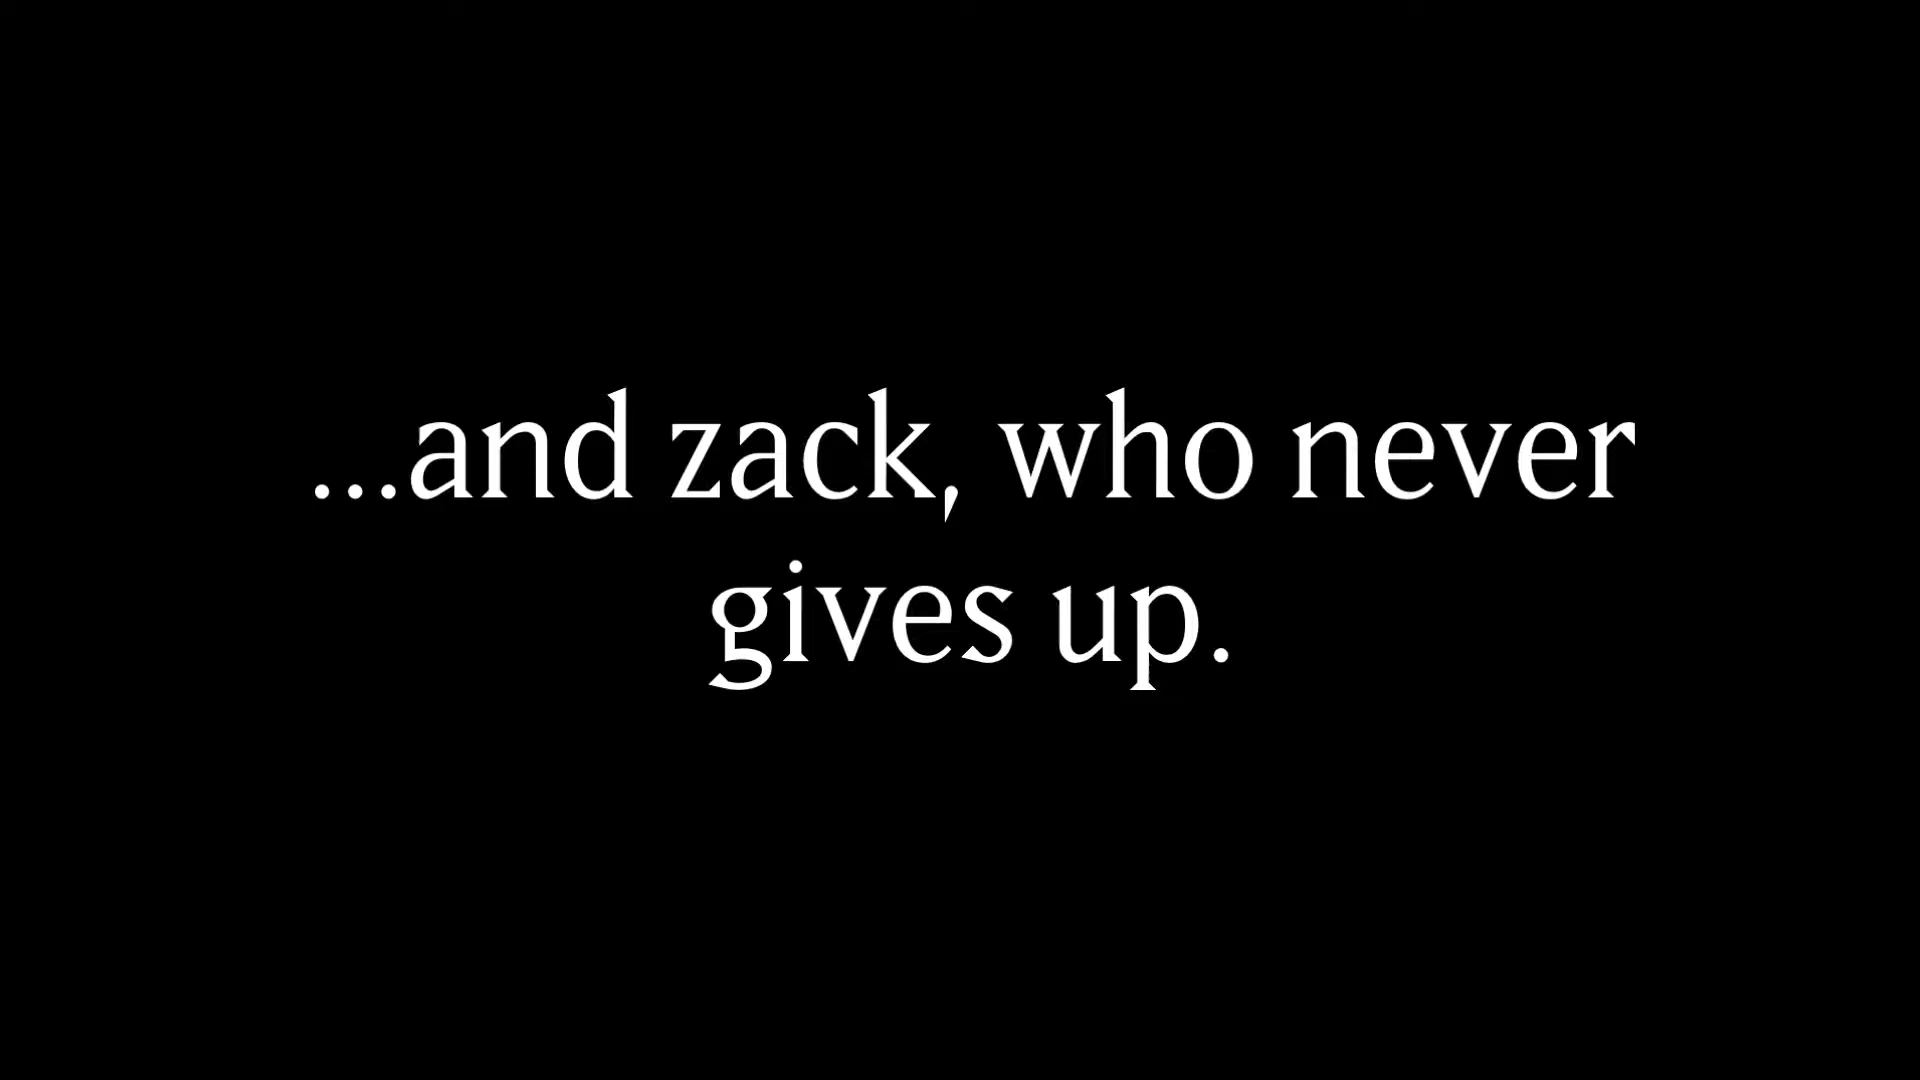 ...and zack, who never
gives up.